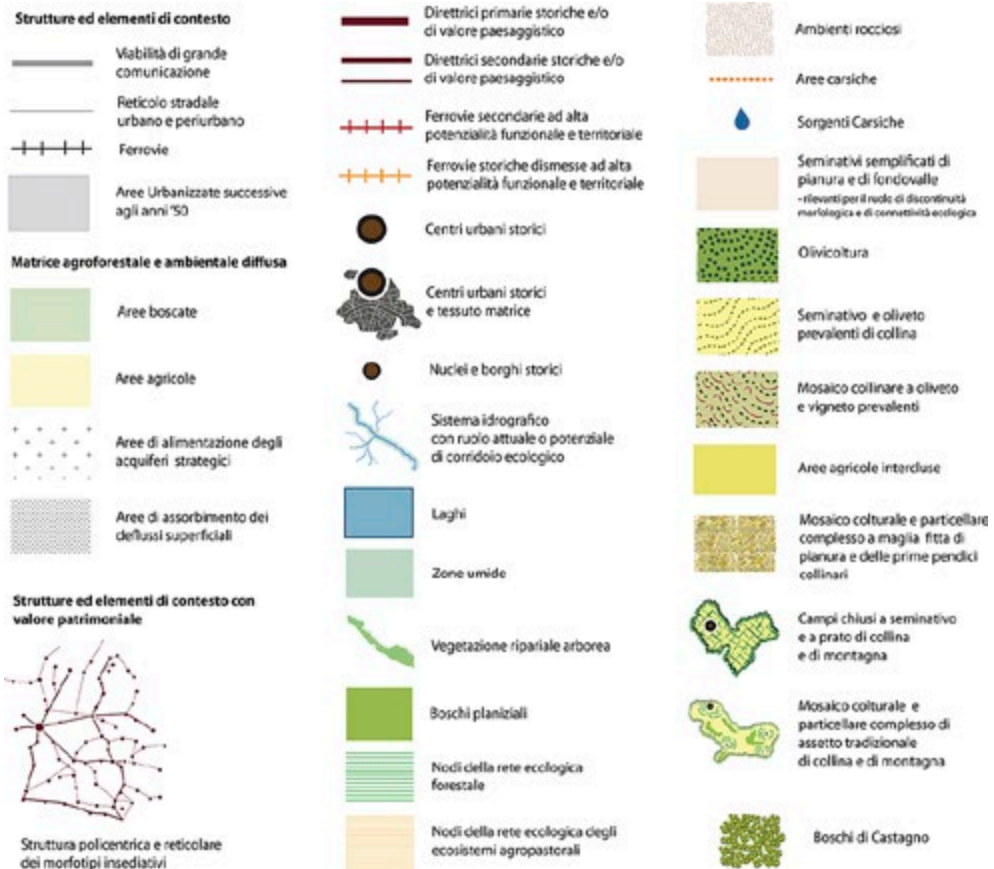 Strutture ed elementi di contesto
Viabilità di grande
comunicazione
Reticolo stradale
urbano e periurbano
Ferrovie
Aree Urbanizzate successive
agli anni '50
Matrice agroforestale e ambientale diffusa
Aree boscate
Aree agricole
Aree di alimentazione degli
acquiferi strategici
Aree di assorbimento dei
deflussi superficiali
Strutture ed elementi di contesto con
valore patrimoniale
Struttura policentrica e reticolare
dei morfotipi insediativi
Direttrici primarie storiche e/o
di valore paesaggistico
Direttrici secondarie storiche e/o
di valore paesaggistico
Ferrovie secondarie ad alta
potenzialità funzionale e territoriale
Ferrovie storiche dismesse ad alta
potenzialità funzionale e territoriale
Centri urbani storici
Centri urbani storici
e tessuto matrice
Nuclei e borghi storici
Sistema idrografico
con ruolo attuale o potenziale
di corridoio ecologico
Laghi
Zone umide
Vegetazione ripariale arborea
Boschi planiziali
Nodi della rete ecologica
forestale
Nodi della rete ecologica degli
ecosistemi agropastorali
Ambienti rocciosi
Aree carsiche
Sorgenti Carsiche
Seminativi semplificati di
pianura e di fondovalle
- rilevanti per il ruolo di discontinuità
morfologica e di connettività ecologica
Olivicoltura
Seminativo e oliveto
prevalenti di collina
Mosaico collinare a oliveto
e vigneto prevalenti
Aree agricole intercluse
Mosaico colturale e particellare
complesso a maglia fitta di
pianura e delle prime pendici
collinari
Campi chiusi a seminativo
e a prato di collina
e di montagna
Mosaico colturale e
particellare complesso di
assetto tradizionale
di collina e di montagna
Boschi di Castagno